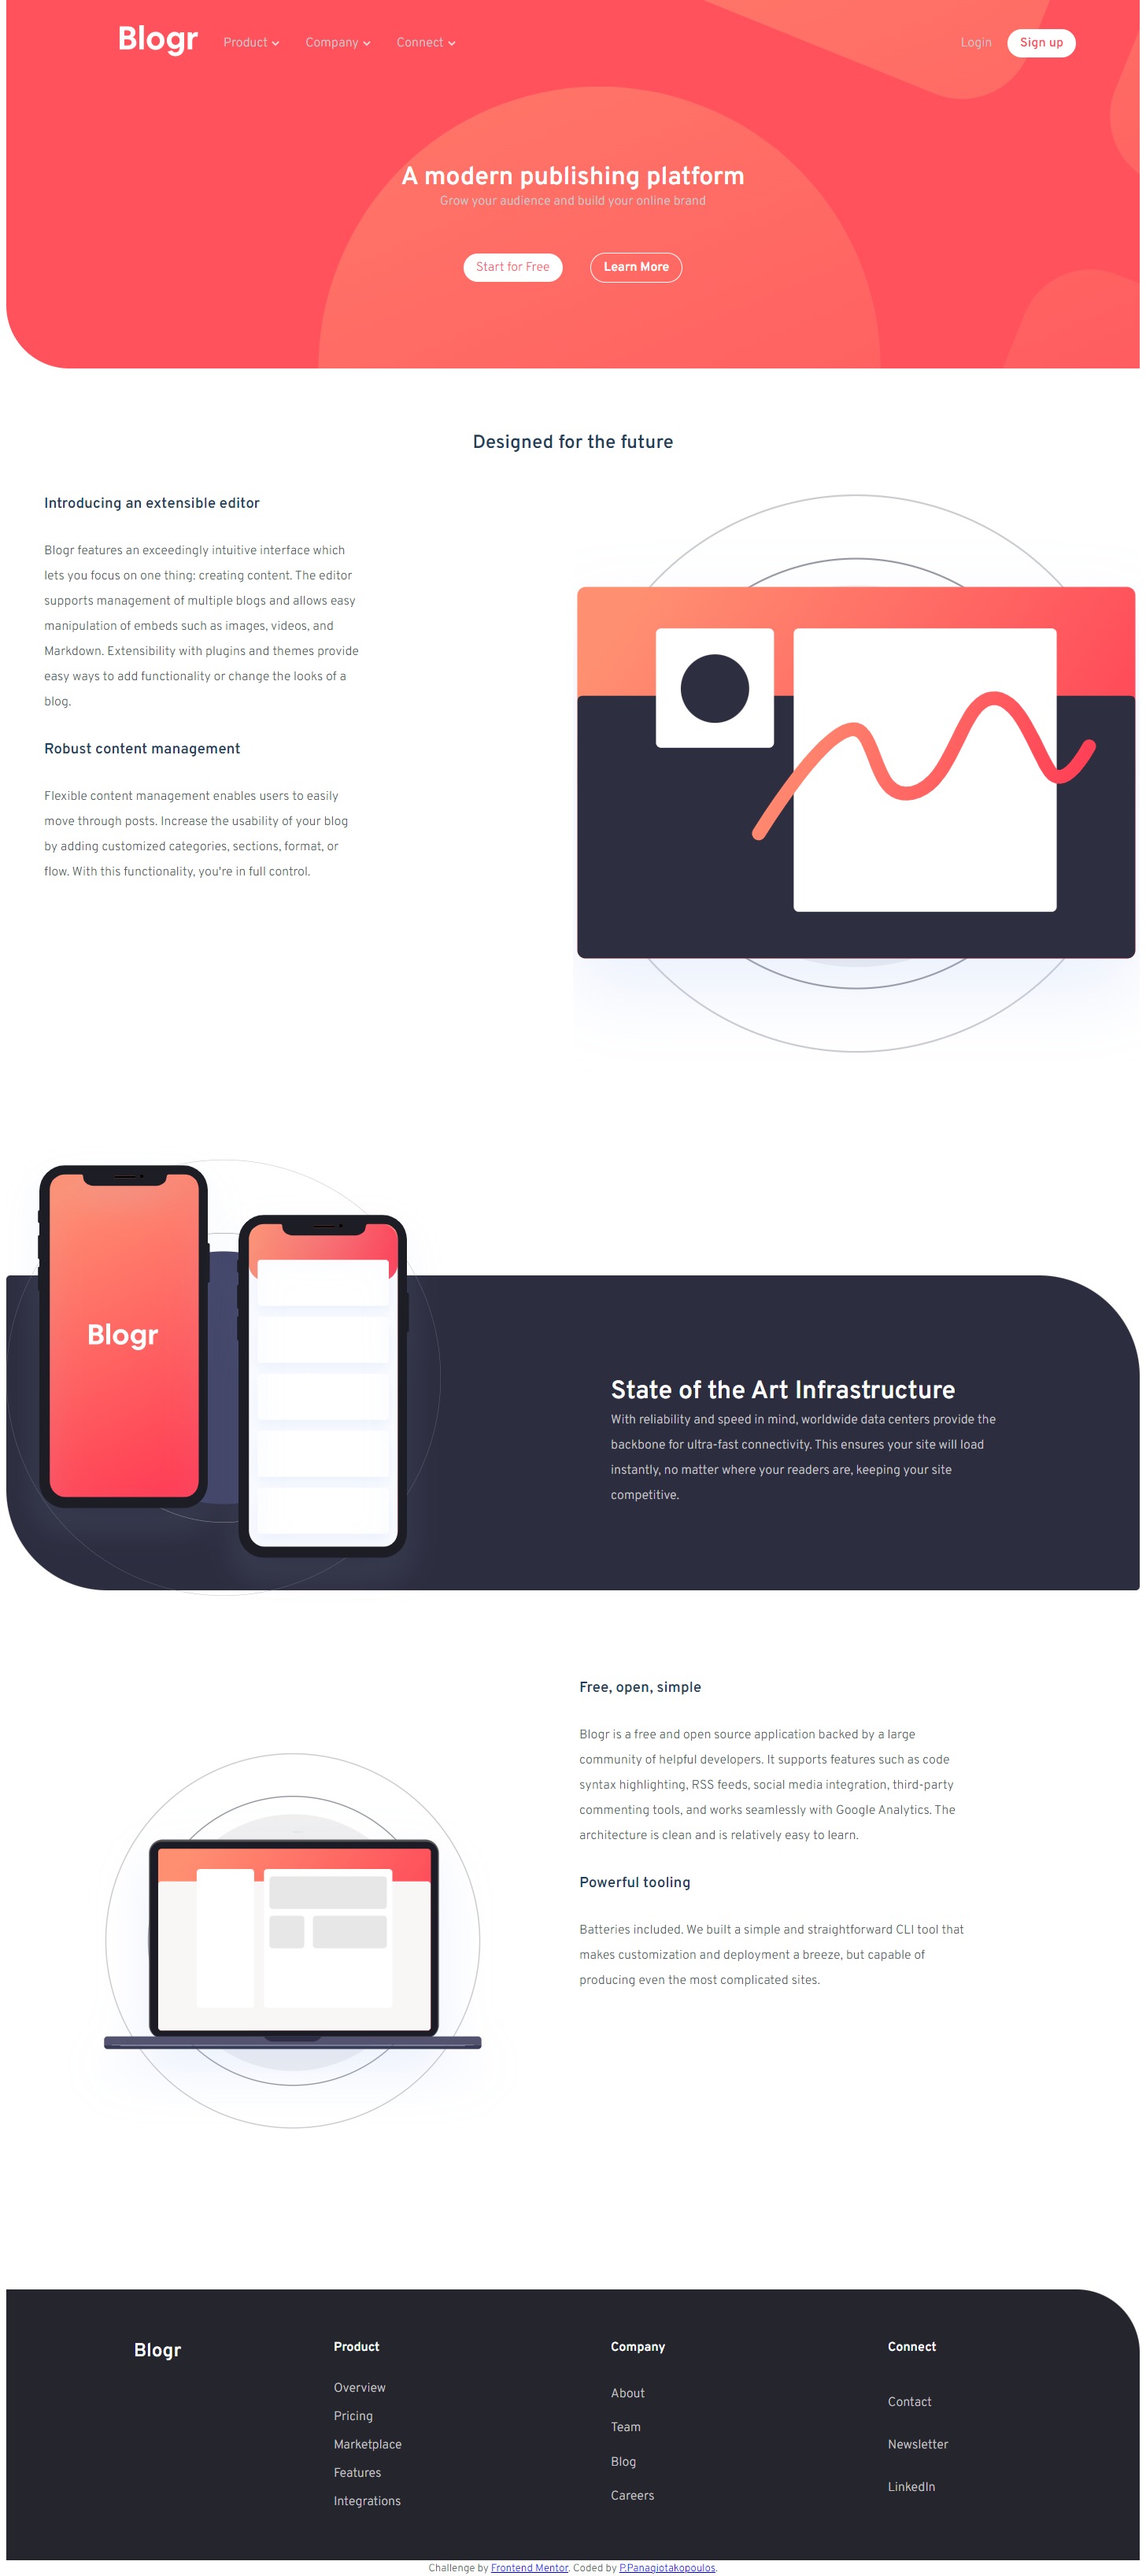 Blogr Product Company Connect Login Sign up
A modern publishing platform
Grow your audience and build your online brand
Start for Free Learn More
Designed for the future
Introducing an extensible editor
Blogr features an exceedingly intuitive interface which
lets you focus on one thing: creating content. The editor
supports management of multiple blogs and allows easy
manipulation of embeds such as images, videos, and
Markdown. Extensibility with plugins and themes provide
easy ways to add functionality or change the looks of a
blog.
Robust content management
Flexible content management enables users to easily
move through posts. Increase the usability of your blog
by adding customized categories, sections, format, or
flow. With this functionality, you're in full control.
Blogr
State of the Art Infrastructure
With reliability and speed in mind, worldwide data centers provide the
backbone for ultra-fast connectivity. This ensures your site will load
instantly, no matter where your readers are, keeping your site
competitive.
Free, open, simple
Blogr is a free and open source application backed by a large
community of helpful developers. It supports features such as code
syntax highlighting, RSS feeds, social media integration, third-party
commenting tools, and works seamlessly with Google Analytics. The
architecture is clean and is relatively easy to learn.
Powerful tooling
Batteries included. We built a simple and straightforward CLI tool that
makes customization and deployment a breeze, but capable of
producing even the most complicated sites.
Blogr
Product
Overview
Pricing
Marketplace
Features
Integrations
Company
About
Team
Blog
Careers
Connect
Contact
Newsletter
LinkedIn
Challenge by Frontend Mentor. Coded by P.Panagiotakopoulos.